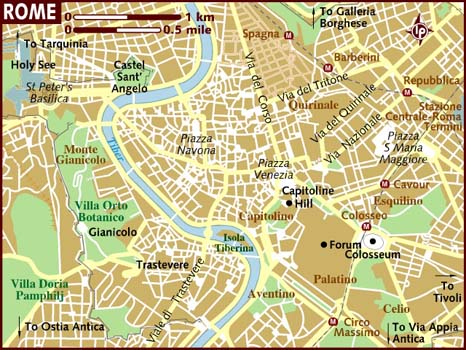 ROME
0
1 km
0
0.5 mile
To Galleria
Borghese
lp
Spagna
M
To Tarquinia
Holy See
Castel
Sant'
Angelo
St Peter's
Basilica
M
Barberini
Via del Tritone
Repubblica
M
Via del Corso
Quirinale
Via del Quirinale
Stazione
Centrale-Roma
Termini
Via Nazionale
Tiber
Piazza
Navona
Piazza
S Maria
Maggiore
Monte
Gianicolo
Piazza
Venezia
M
Cavour
Capitoline
Hill
Esquilino
Villa Orto
Botanico
Capitolino
Colosseo
M
Gianicolo
Isola
Tiberina
Forum
Colosseum
Trastevere
Viale di Trastevere
Palatino
Villa Doria
Pamphilj
Aventino
To
Tivoli
Celio
To Ostia Antica
M
Circo
Massimo
To Via Appia
Antica